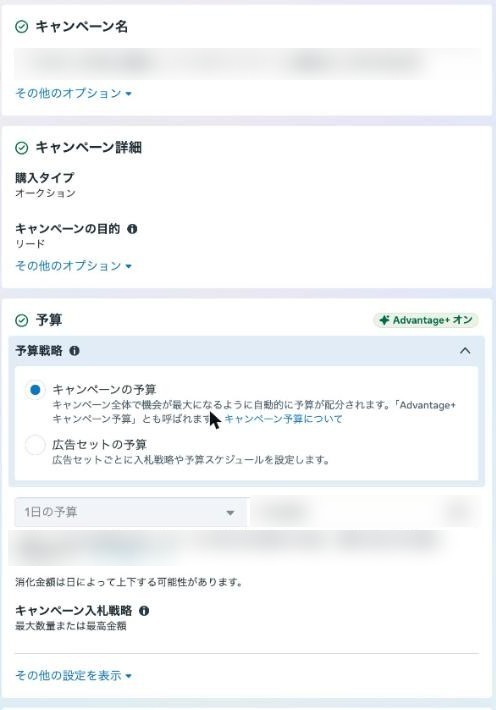 キャンペーン名
その他のオプション
キャンペーン詳細
購入タイプ
オークション
キャンペーンの目的
リード
その他のオプション
予算
Advantage+ オン
予算戦略
キャンペーンの予算
キャンペーン全体で機会が最大になるように自動的に予算が配分されます。「Advantage+
キャンペーン予算」とも呼ばれます キャンペーン予算について
広告セットの予算
広告セットごとに入札戦略や予算スケジュールを設定します。
1日の予算
消化金額は日によって上下する可能性があります。
キャンペーン入札戦略
最大数量または最高金額
その他の設定を表示